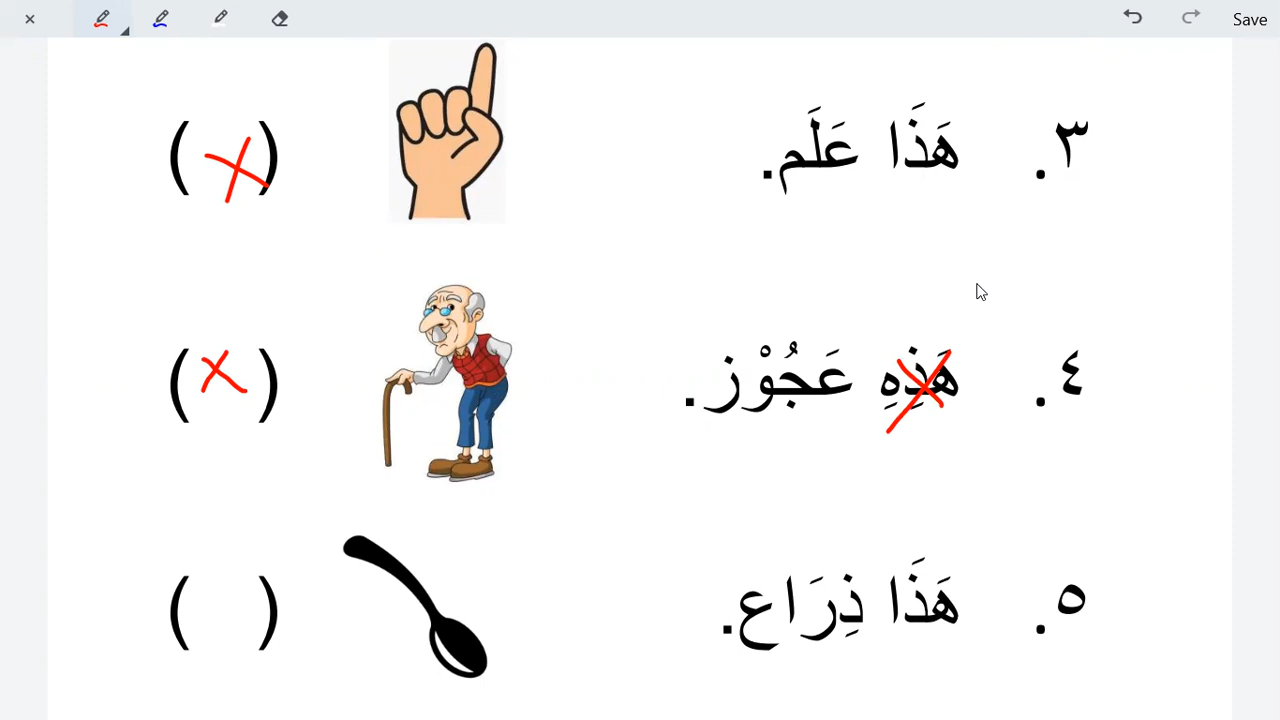 Save
٣. هَذَا عَلَم. ( )
٤. هَذِهِ عَجُوْز. ( )
٥. هَذَا ذِرَاع. ( )